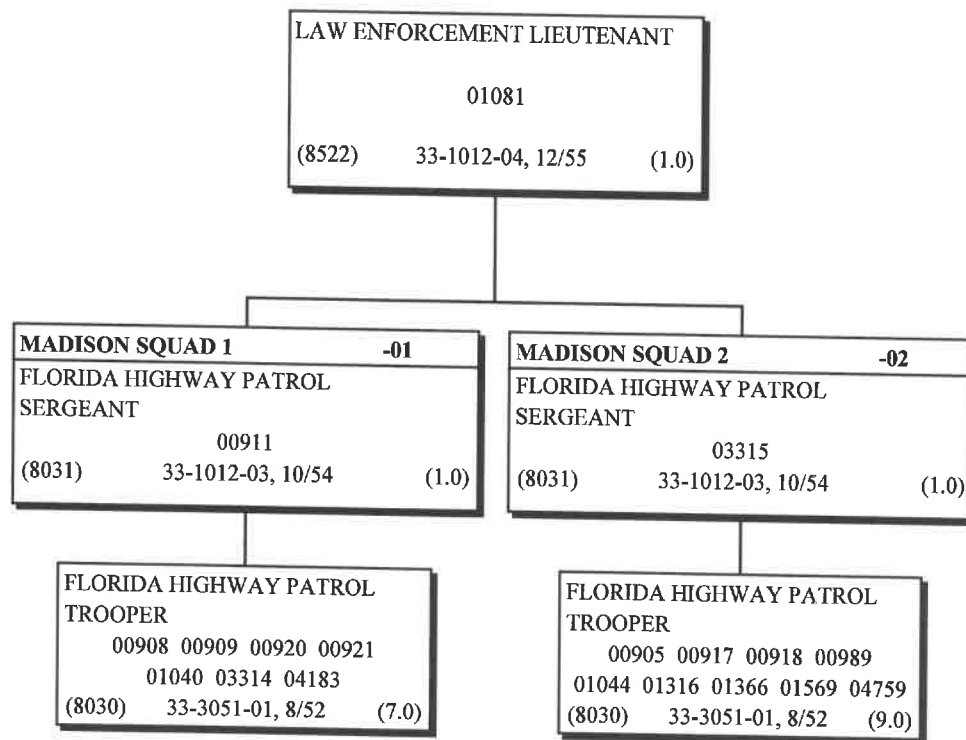 LAW ENFORCEMENT LIEUTENANT
01081
(8522) 33-1012-04, 12/55 (1.0)
MADISON SQUAD 1 -01
FLORIDA HIGHWAY PATROL
SERGEANT
00911
(8031) 33-1012-03, 10/54 (1.0)
MADISON SQUAD 2 -02
FLORIDA HIGHWAY PATROL
SERGEANT
03315
(8031) 33-1012-03, 10/54 (1.0)
FLORIDA HIGHWAY PATROL
TROOPER
00908 00909 00920 00921
01040 03314 04183
(8030) 33-3051-01, 8/52 (7.0)
FLORIDA HIGHWAY PATROL
TROOPER
00905 00917 00918 00989
01044 01316 01366 01569 04759
(8030) 33-3051-01, 8/52 (9.0)